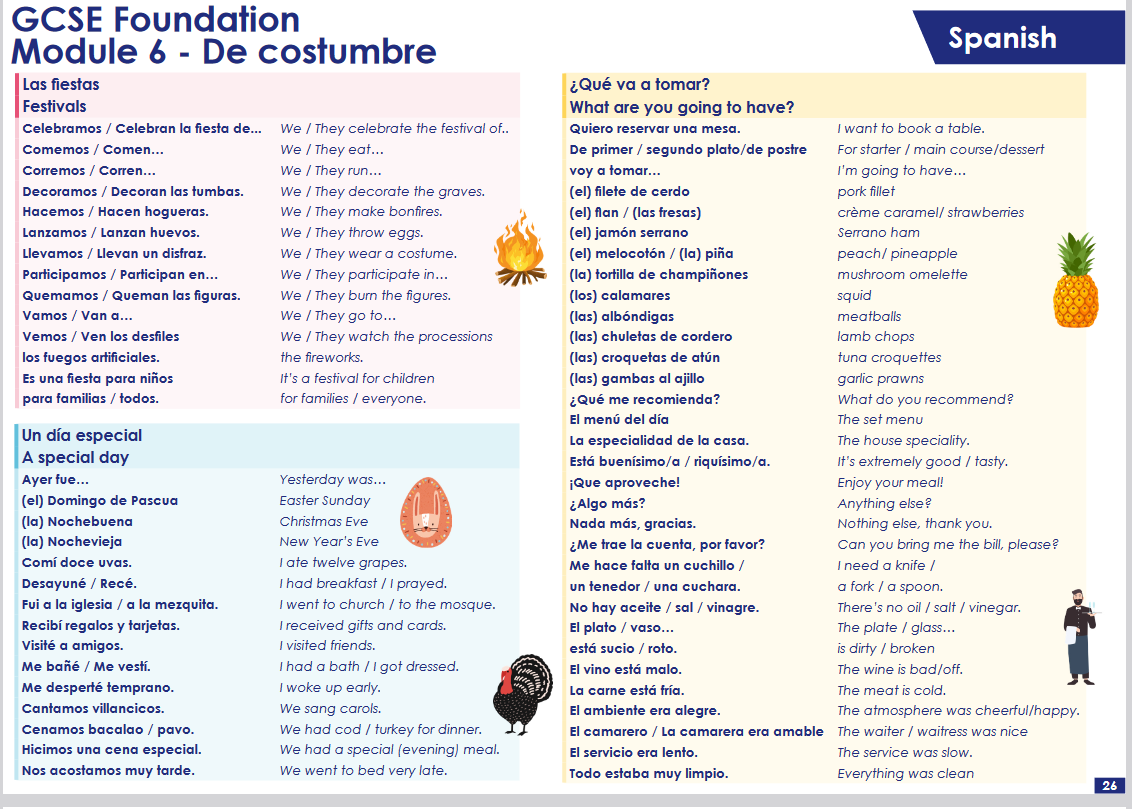 GCSE Foundation
Module 6 - De costumbre
Spanish
Las fiestas
Festivals
Celebramos / Celebran la fiesta de... We / They celebrate the festival of..
Comemos / Comen... We / They eat...
Corremos / Corren... We / They run...
Decoramos / Decoran las tumbas. We / They decorate the graves.
Hacemos / Hacen hogueras. We / They make bonfires.
Lanzamos / Lanzan huevos. We / They throw eggs.
Llevamos / Llevan un disfraz. We / They wear a costume.
Participamos / Participan en... We / They participate in...
Quemamos / Queman las figuras. We / They burn the figures.
Vamos / Van a... We / They go to...
Vemos / Ven los desfiles We / They watch the processions
los fuegos artificiales. the fireworks.
Es una fiesta para niños It's a festival for children
para familias / todos. for families / everyone.
Un día especial
A special day
Ayer fue... Yesterday was...
(el) Domingo de Pascua Easter Sunday
(la) Nochebuena Christmas Eve
(la) Nochevieja New Year's Eve
Comí doce uvas. I ate twelve grapes.
Desayuné / Recé. I had breakfast / I prayed.
Fui a la iglesia / a la mezquita. I went to church / to the mosque.
Recibí regalos y tarjetas. I received gifts and cards.
Visité a amigos. I visited friends.
Me bañé / Me vestí. I had a bath / I got dressed.
Me desperté temprano. I woke up early.
Cantamos villancicos. We sang carols.
Cenamos bacalao / pavo. We had cod / turkey for dinner.
Hicimos una cena especial. We had a special (evening) meal.
Nos acostamos muy tarde. We went to bed very late.
¿Qué va a tomar?
What are you going to have?
Quiero reservar una mesa. I want to book a table.
De primer / segundo plato/de postre For starter / main course/dessert
voy a tomar... I'm going to have...
(el) filete de cerdo pork fillet
(el) flan / (las fresas) crème caramel/ strawberries
(el) jamón serrano Serrano ham
(el) melocotón / (la) piña peach/ pineapple
(la) tortilla de champiñones mushroom omelette
(los) calamares squid
(las) albóndigas meatballs
(las) chuletas de cordero lamb chops
(las) croquetas de atún tuna croquettes
(las) gambas al ajillo garlic prawns
¿Qué me recomienda? What do you recommend?
El menú del día The set menu
La especialidad de la casa. The house speciality.
Está buenísimo/a / riquísimo/a. It's extremely good / tasty.
¡Que aproveche! Enjoy your meal!
¿Algo más? Anything else?
Nada más, gracias. Nothing else, thank you.
¿Me trae la cuenta, por favor? Can you bring me the bill, please?
Me hace falta un cuchillo / I need a knife /
un tenedor / una cuchara. a fork / a spoon.
No hay aceite / sal / vinagre. There's no oil / salt / vinegar.
El plato / vaso... The plate / glass...
está sucio / roto. is dirty / broken
El vino está malo. The wine is bad/off.
La carne está fría. The meat is cold.
El ambiente era alegre. The atmosphere was cheerful/happy.
El camarero / La camarera era amable The waiter / waitress was nice
El servicio era lento. The service was slow.
Todo estaba muy limpio. Everything was clean
26